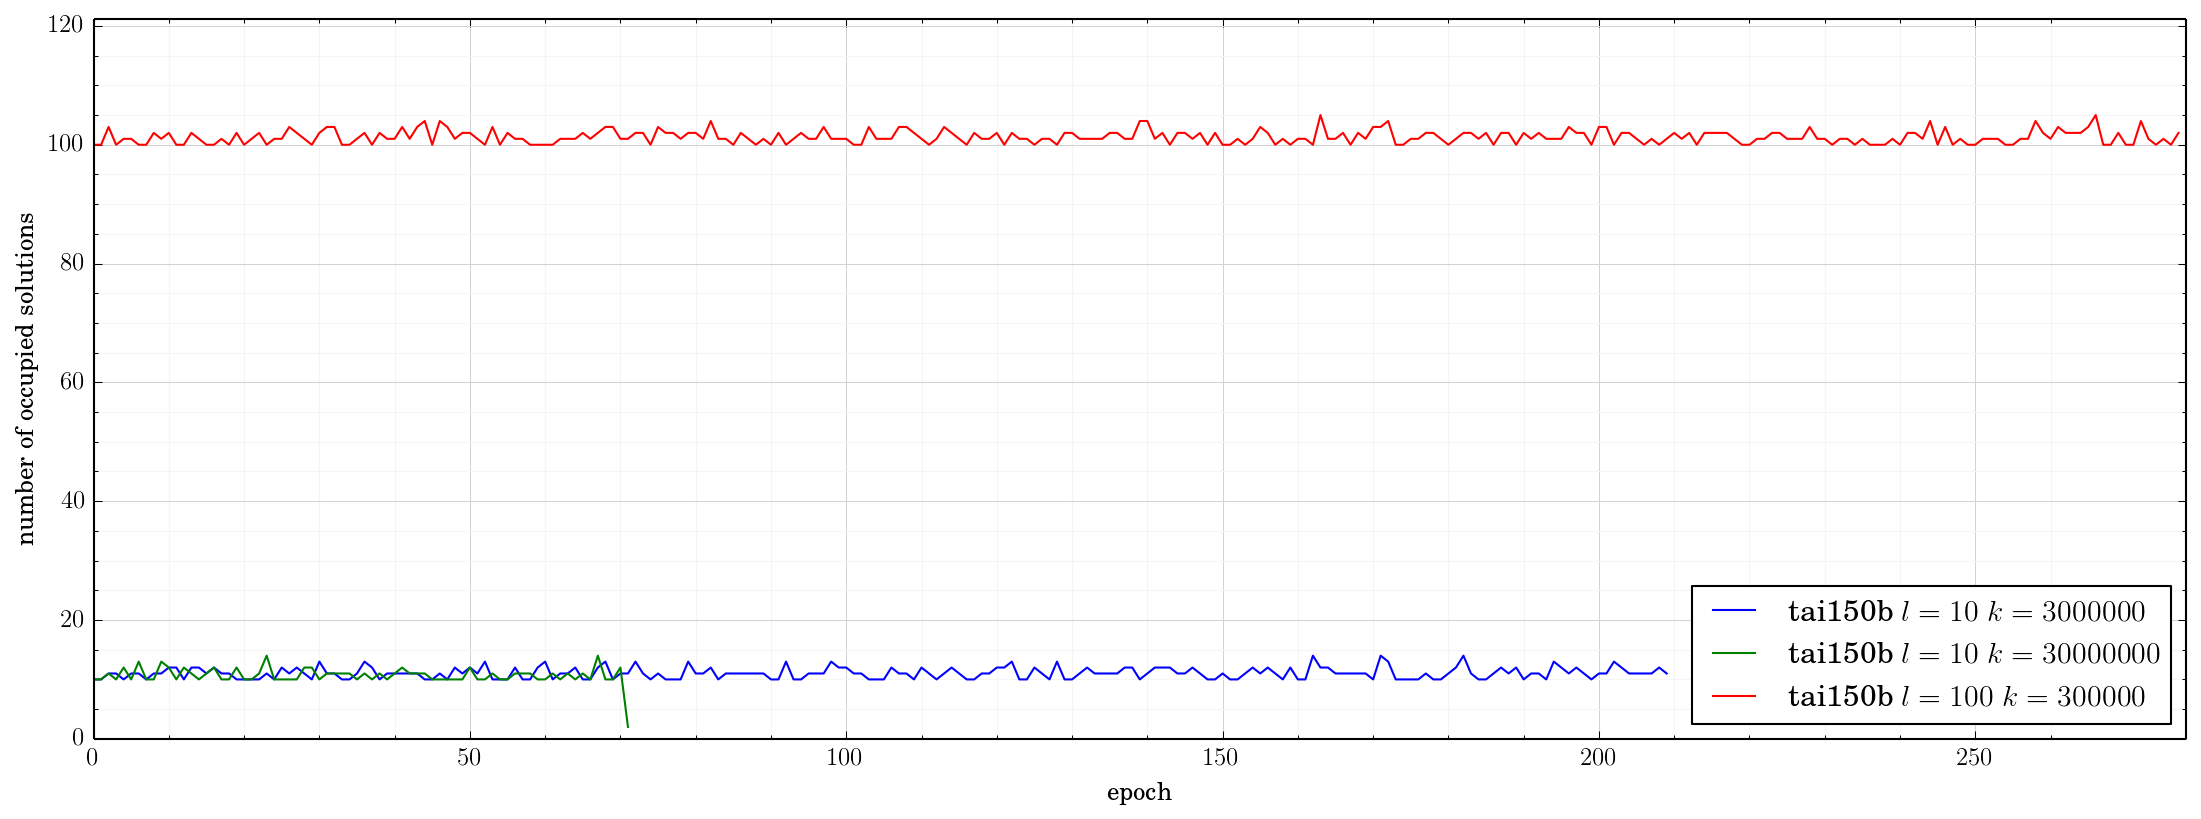 120
100
80
60
40
20
0
number of occupied solutions
0 50 100 150 200 250
epoch
tai150b l = 10 k = 3000000
tai150b l = 10 k = 30000000
tai150b l = 100 k = 300000